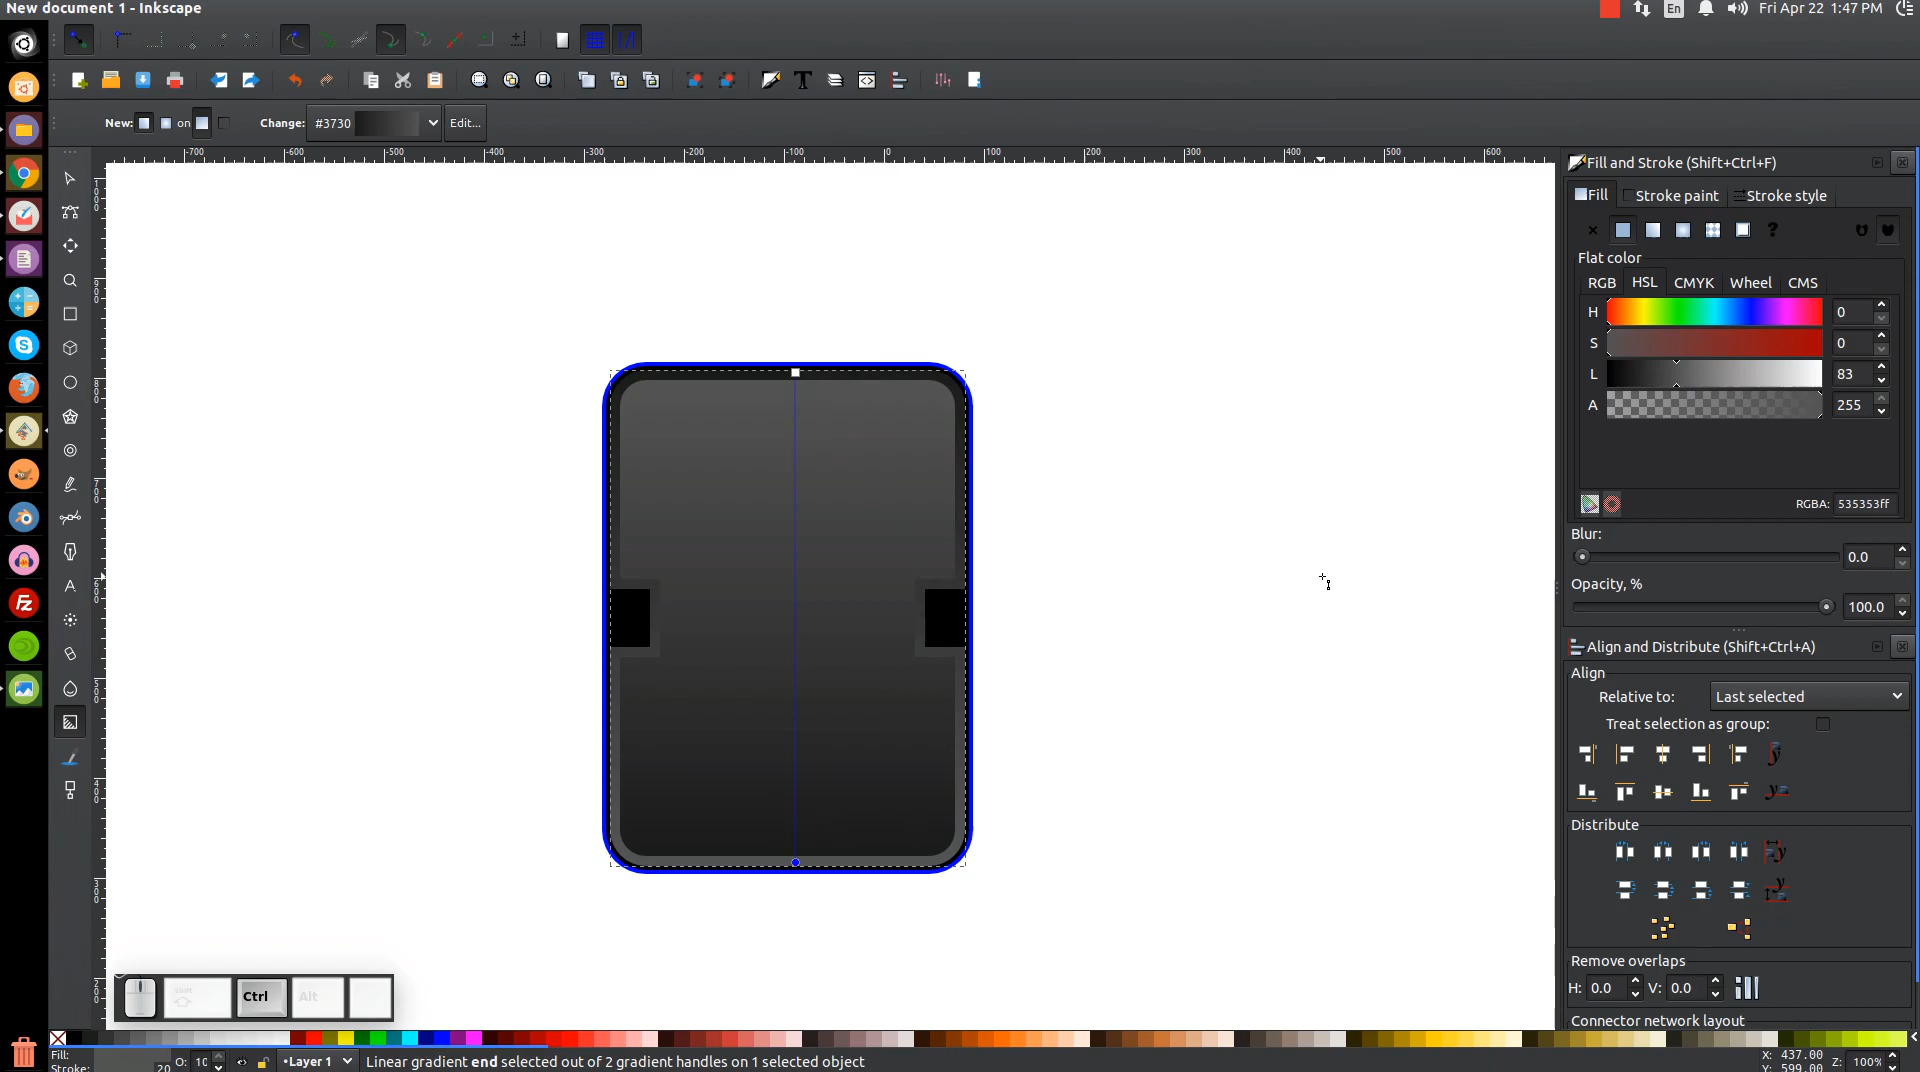 New document 1 - Inkscape
En
Fri Apr 22 1:47 PM
New:
on
Change:
#3730
Edit...
-700 -600 -500 -400 -300 -200 -100 0 100 200 300 400 500 600
Fill and Stroke (Shift+Ctrl+F)
Fill Stroke paint Stroke style
?
Flat color
RGB HSL CMYK Wheel CMS
H 0
S 0
L 83
A 255
RGBA: 535353ff
Blur:
0.0
Opacity, %
100.0
Align and Distribute (Shift+Ctrl+A)
Align
Relative to: Last selected
Treat selection as group:
Distribute
Remove overlaps
H: 0.0 V: 0.0
Connector network layout
Shift Ctrl Alt
Fill:
Stroke: 20
O: 10
•Layer 1
Linear gradient end selected out of 2 gradient handles on 1 selected object
X: 437.00
Y: 599.00
Z: 100%